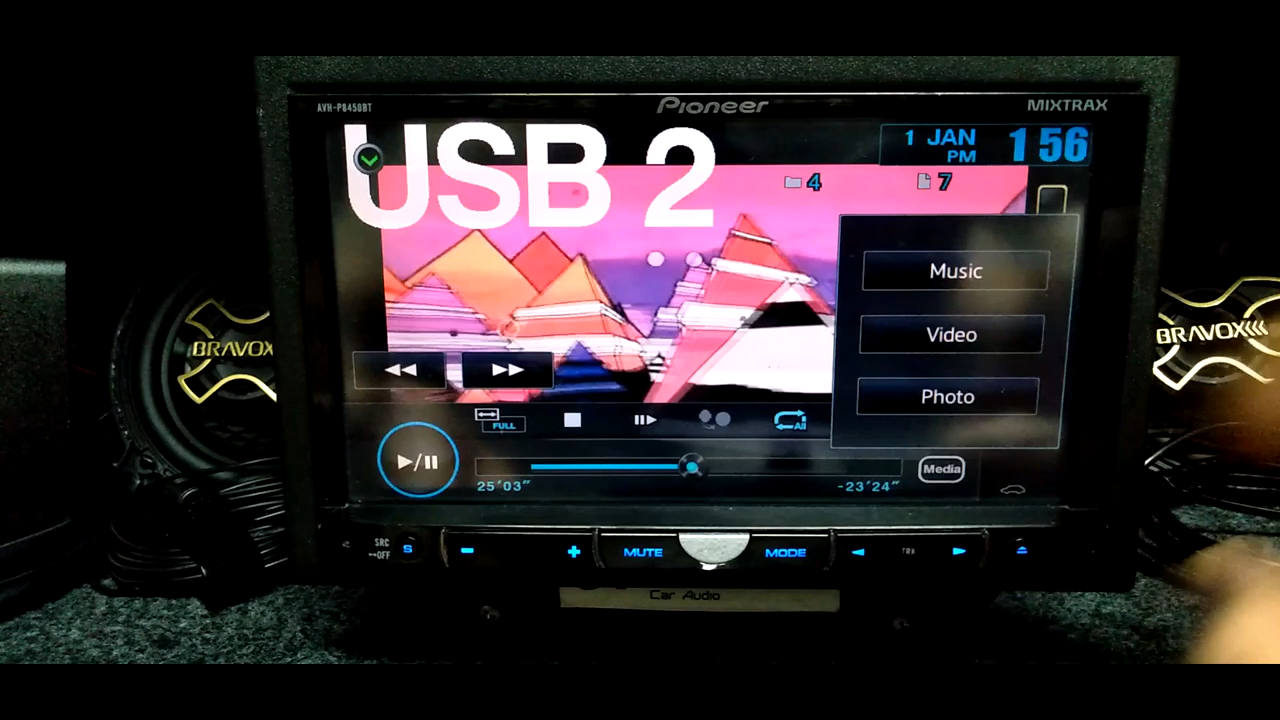 AVH-P8450BT
Pioneer
MIXTRAX
USB 2
1 JAN
PM
1 56
4
7
Music
Video
Photo
BRAVOX
BRAVOX
FULL
All
25'03"
-23'24"
Media
SRC
OFF
S
MUTE
MODE
TRK
Car Audio